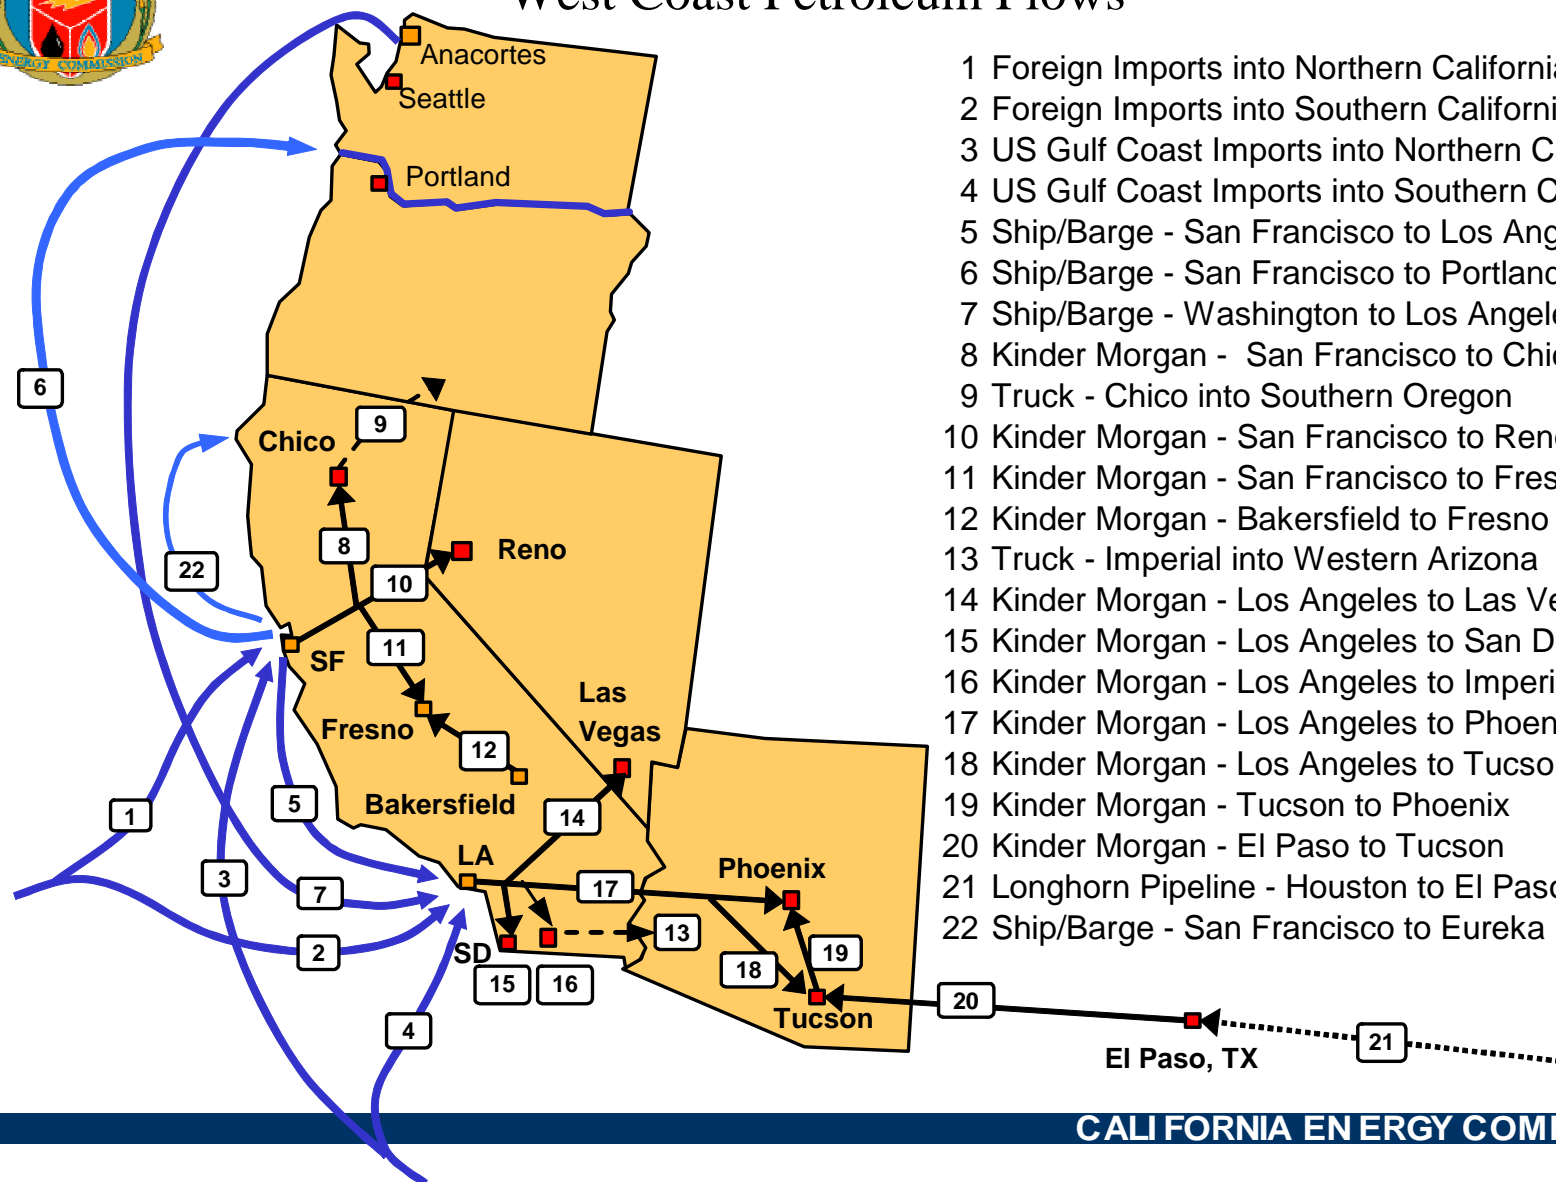 West Coast Petroleum Flows
ENERGY COMMISSION
Anacortes
Seattle
Portland
1 Foreign Imports into Northern California
2 Foreign Imports into Southern Californi
3 US Gulf Coast Imports into Northern C
4 US Gulf Coast Imports into Southern C
5 Ship/Barge - San Francisco to Los Ang
6 Ship/Barge - San Francisco to Portland
7 Ship/Barge - Washington to Los Angele
8 Kinder Morgan - San Francisco to Chic
9 Truck - Chico into Southern Oregon
10 Kinder Morgan - San Francisco to Reno
11 Kinder Morgan - San Francisco to Fres
12 Kinder Morgan - Bakersfield to Fresno
13 Truck - Imperial into Western Arizona
14 Kinder Morgan - Los Angeles to Las Ve
15 Kinder Morgan - Los Angeles to San D
16 Kinder Morgan - Los Angeles to Imperi
17 Kinder Morgan - Los Angeles to Phoen
18 Kinder Morgan - Los Angeles to Tucso
19 Kinder Morgan - Tucson to Phoenix
20 Kinder Morgan - El Paso to Tucson
21 Longhorn Pipeline - Houston to El Paso
22 Ship/Barge - San Francisco to Eureka
6
9
Chico
8
Reno
22
10
11
SF
Las
Vegas
Fresno
12
Bakersfield
5
1
14
LA
Phoenix
3
7
17
13
2
SD
19
18
15
16
20
Tucson
4
21
El Paso, TX
CALIFORNIA ENERGY COMM